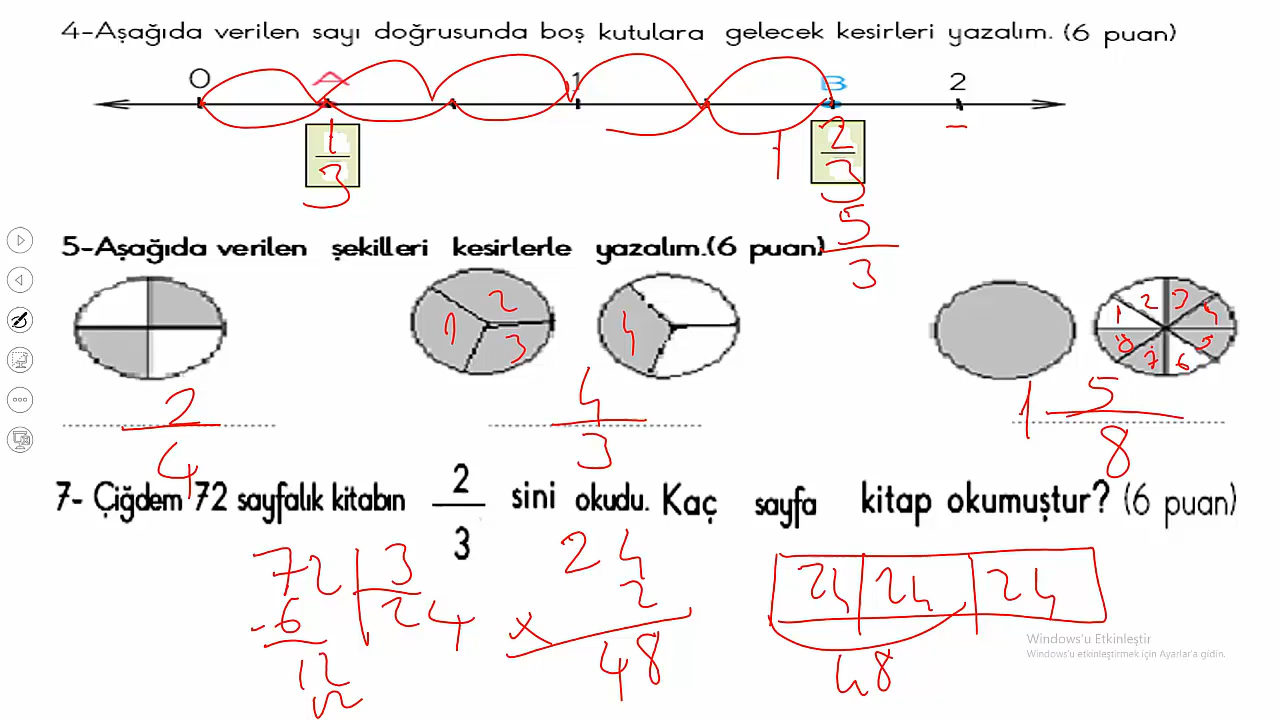 4-Aşağıda verilen sayı doğrusunda boş kutulara gelecek kesirleri yazalım. (6 puan)
0 A 1 B 2
1/3 1 2/3
5/3
5-Aşağıda verilen şekilleri kesirlerle yazalım.(6 puan)
1 2 3 4 1 2 3 4 5 6 7 8
2/4 4/3 1 5/8
7- Çiğdem 72 sayfalık kitabın 2/3 sini okudu. Kaç sayfa kitap okumuştur? (6 puan)
72 3 24 24 24 24
-6 24 2
12 x 48 48
12
Windows'u Etkinleştir
Windows'u etkinleştirmek için Ayarlar'a gidin.